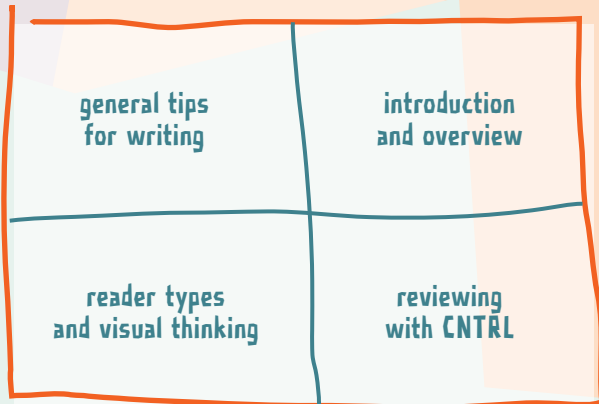 general tips
for writing
introduction
and overview
reader types
and visual thinking
reviewing
with CNTRL